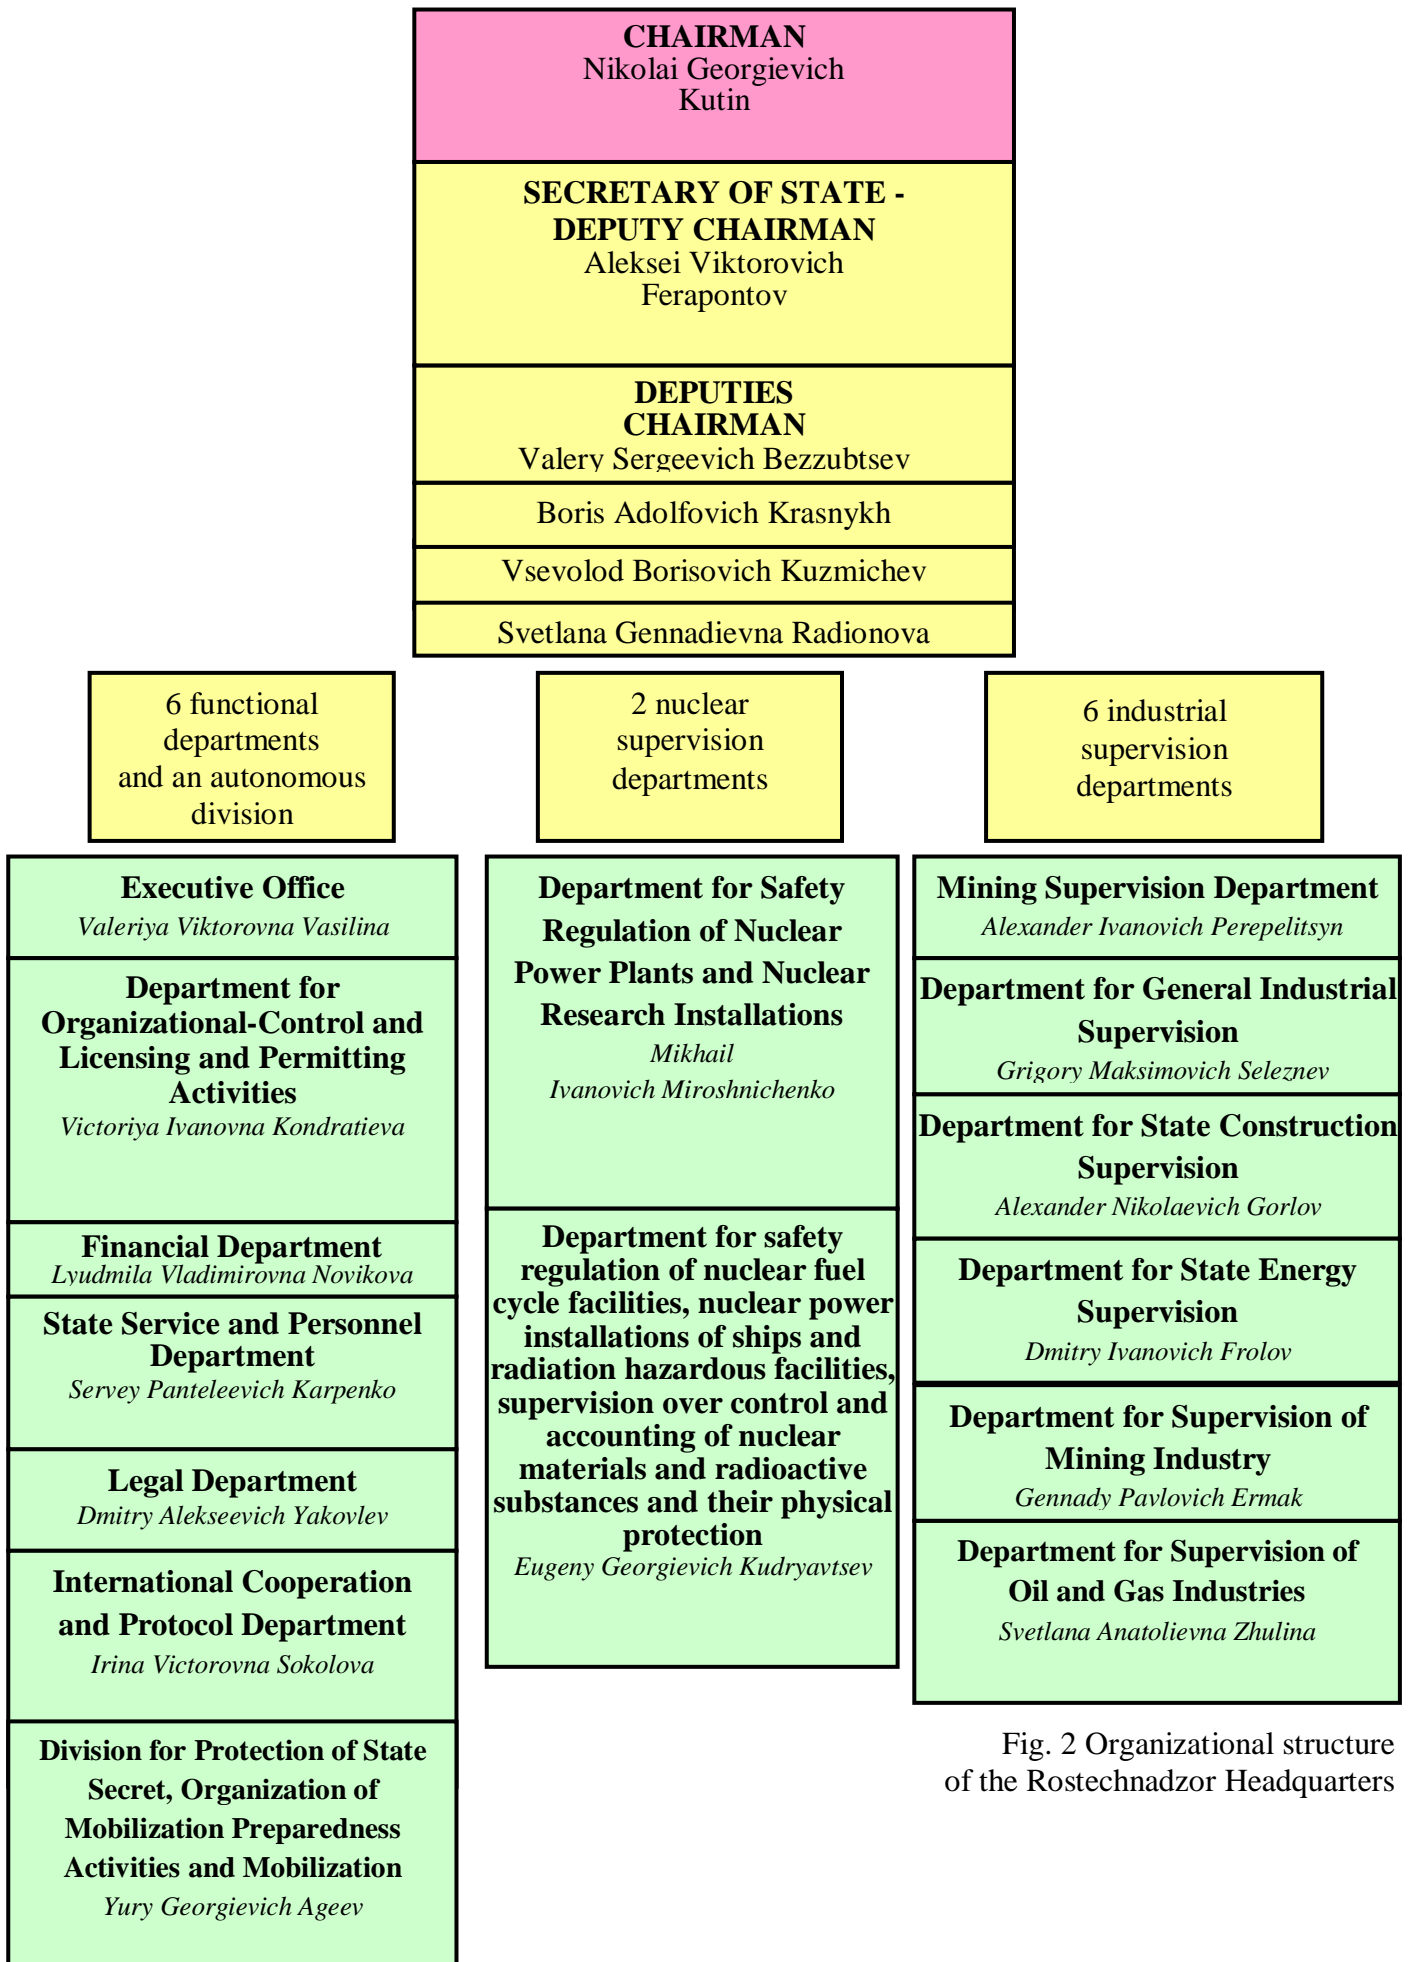 CHAIRMAN
Nikolai Georgievich
Kutin
SECRETARY OF STATE -
DEPUTY CHAIRMAN
Aleksei Viktorovich
Ferapontov
DEPUTIES
CHAIRMAN
Valery Sergeevich Bezzubtsev
Boris Adolfovich Krasnykh
Vsevolod Borisovich Kuzmichev
Svetlana Gennadievna Radionova
6 functional
departments
and an autonomous
division
2 nuclear
supervision
departments
6 industrial
supervision
departments
Executive Office
Valeriya Viktorovna Vasilina
Department for
Organizational-Control and
Licensing and Permitting
Activities
Victoriya Ivanovna Kondratieva
Financial Department
Lyudmila Vladimirovna Novikova
State Service and Personnel
Department
Servey Panteleevich Karpenko
Legal Department
Dmitry Alekseevich Yakovlev
International Cooperation
and Protocol Department
Irina Victorovna Sokolova
Division for Protection of State
Secret, Organization of
Mobilization Preparedness
Activities and Mobilization
Yury Georgievich Ageev
Department for Safety
Regulation of Nuclear
Power Plants and Nuclear
Research Installations
Mikhail
Ivanovich Miroshnichenko
Department for safety
regulation of nuclear fuel
cycle facilities, nuclear power
installations of ships and
radiation hazardous facilities,
supervision over control and
accounting of nuclear
materials and radioactive
substances and their physical
protection
Eugeny Georgievich Kudryavtsev
Mining Supervision Department
Alexander Ivanovich Perepelitsyn
Department for General Industrial
Supervision
Grigory Maksimovich Seleznev
Department for State Construction
Supervision
Alexander Nikolaevich Gorlov
Department for State Energy
Supervision
Dmitry Ivanovich Frolov
Department for Supervision of
Mining Industry
Gennady Pavlovich Ermak
Department for Supervision of
Oil and Gas Industries
Svetlana Anatolievna Zhulina
Fig. 2 Organizational structure
of the Rostechnadzor Headquarters